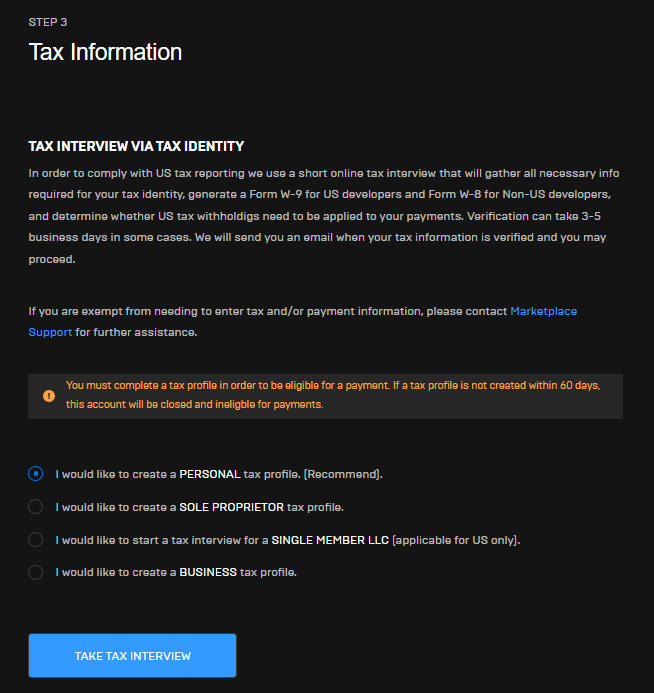 STEP 3
Tax Information
TAX INTERVIEW VIA TAX IDENTITY
In order to comply with US tax reporting we use a short online tax interview that will gather all necessary info
required for your tax identity, generate a Form W-9 for US developers and Form W-8 for Non-US developers,
and determine whether US tax withholdigs need to be applied to your payments. Verification can take 3-5
business days in some cases. We will send you an email when your tax information is verified and you may
proceed.
If you are exempt from needing to enter tax and/or payment information, please contact Marketplace
Support for further assistance.
You must complete a tax profile in order to be eligible for a payment. If a tax profile is not created within 60 days,
this account will be closed and ineligble for payments.
I would like to create a PERSONAL tax profile. [Recommend].
I would like to create a SOLE PROPRIETOR tax profile.
I would like to start a tax interview for a SINGLE MEMBER LLC [applicable for US only].
I would like to create a BUSINESS tax profile.
TAKE TAX INTERVIEW